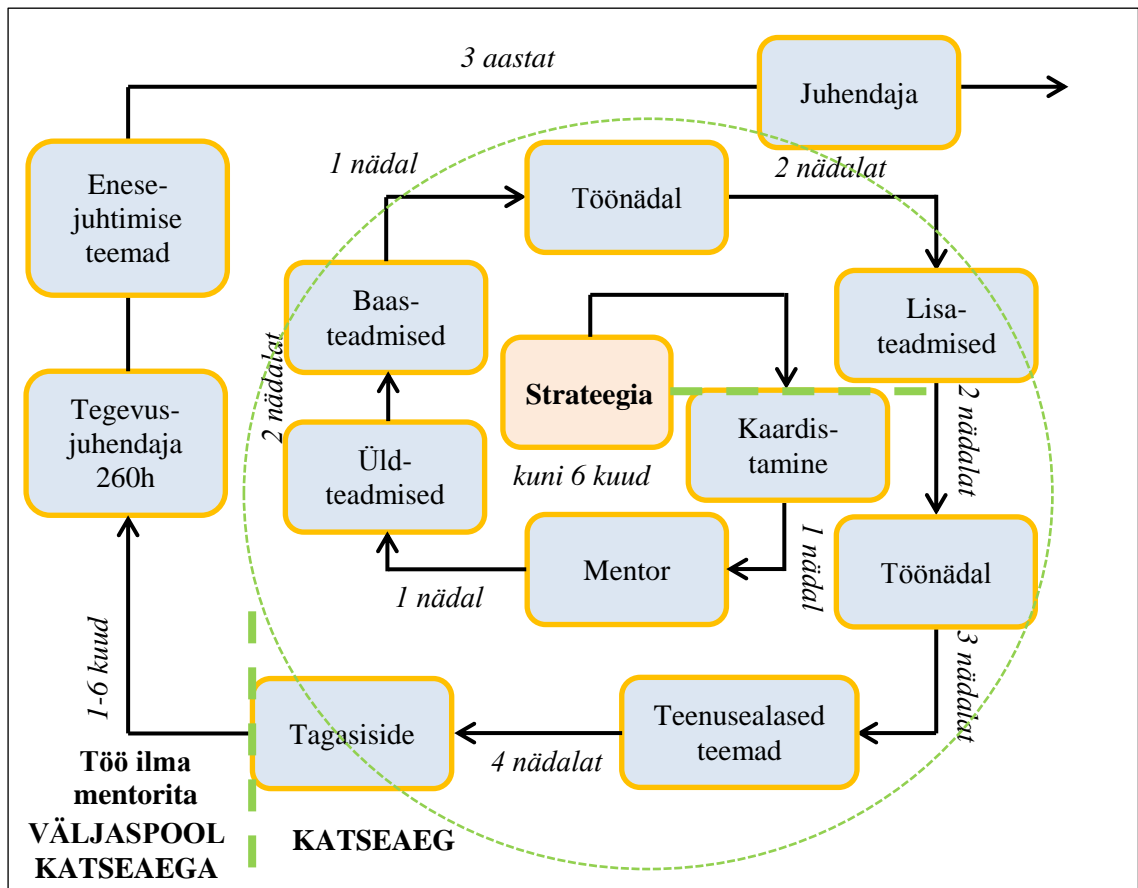 3 aastat
Juhendaja
Enese-
juhtimise
teemad
1 nädal
Töönädal
2 nädalat
Baas-
teadmised
Lisa-
teadmised
2 nädalat
Strateegia
kuni 6 kuud
Kaardis-
tamine
2 nädalat
Tegevus-
juhendaja
260h
Üld-
teadmised
1 nädal
Mentor
1 nädal
Töönädal
3 nädalat
1-6 kuud
Tagasiside
4 nädalat
Teenusealased
teemad
Töö ilma
mentorita
VÄLJASPOOL
KATSEAEGA
KATSEAEG